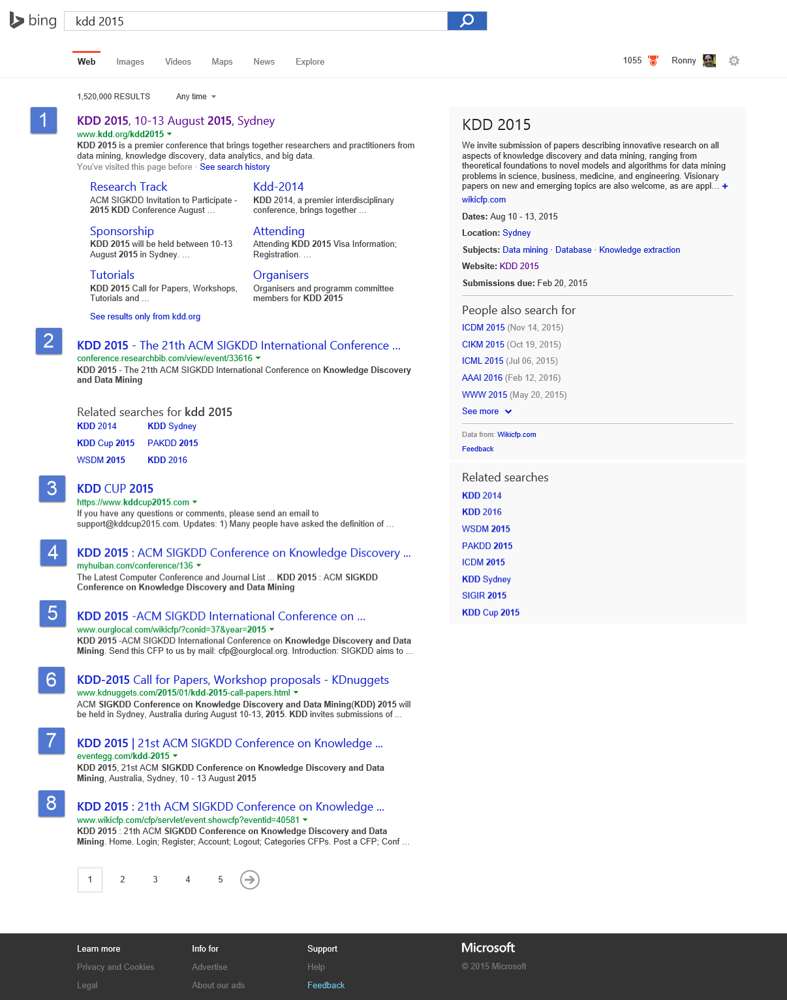 bing
kdd 2015
Web Images Videos Maps News Explore
1055 Ronny
1,520,000 RESULTS Any time
1
KDD 2015, 10-13 August 2015, Sydney
www.kdd.org/kdd2015
KDD 2015 is a premier conference that brings together researchers and practitioners from
data mining, knowledge discovery, data analytics, and big data.
You've visited this page before · See search history
Research Track
ACM SIGKDD Invitation to Participate -
2015 KDD Conference August ...
Kdd-2014
KDD 2014, a premier interdisciplinary
conference, brings together ...
Sponsorship
KDD 2015 will be held between 10-13
August 2015 in Sydney. ...
Attending
Attending KDD 2015 Visa Information;
Registration. ...
Tutorials
KDD 2015 Call for Papers, Workshops,
Tutorials and ...
Organisers
Organisers and programm committee
members for KDD 2015
See results only from kdd.org
2
KDD 2015 - The 21th ACM SIGKDD International Conference ...
conference.researchbib.com/view/event/33616
KDD 2015 - The 21th ACM SIGKDD International Conference on Knowledge Discovery
and Data Mining
Related searches for kdd 2015
KDD 2014 KDD Sydney
KDD Cup 2015 PAKDD 2015
WSDM 2015 KDD 2016
3
KDD CUP 2015
https://www.kddcup2015.com
If you have any questions or comments, please send an email to
support@kddcup2015.com. Updates: 1) Many people have asked the definition of ...
4
KDD 2015 : ACM SIGKDD Conference on Knowledge Discovery ...
myhuiban.com/conference/136
The Latest Computer Conference and Journal List ... KDD 2015 : ACM SIGKDD
Conference on Knowledge Discovery and Data Mining
5
KDD 2015 -ACM SIGKDD International Conference on ...
www.ourglocal.com/wikicfp/?conid=37&year=2015
KDD 2015 -ACM SIGKDD International Conference on Knowledge Discovery and Data
Mining. Send this CFP to us by mail: cfp@ourglocal.org. Introduction: SIGKDD aims to ...
6
KDD-2015 Call for Papers, Workshop proposals - KDnuggets
www.kdnuggets.com/2015/01/kdd-2015-call-papers.html
ACM SIGKDD Conference on Knowledge Discovery and Data Mining(KDD) 2015 will
be held in Sydney, Australia during August 10-13, 2015. KDD invites submissions of ...
7
KDD 2015 | 21st ACM SIGKDD Conference on Knowledge ...
eventegg.com/kdd-2015
KDD 2015, 21st ACM SIGKDD Conference on Knowledge Discovery and Data
Mining, Australia, Sydney, 10 - 13 August 2015
8
KDD 2015 : 21th ACM SIGKDD Conference on Knowledge ...
www.wikicfp.com/cfp/servlet/event.showcfp?eventid=40581
KDD 2015 : 21th ACM SIGKDD Conference on Knowledge Discovery and Data
Mining. Home. Login; Register; Account; Logout; Categories CFPs. Post a CFP; Conf ...
1 2 3 4 5
KDD 2015
We invite submission of papers describing innovative research on all
aspects of knowledge discovery and data mining, ranging from
theoretical foundations to novel models and algorithms for data mining
problems in science, business, medicine, and engineering. Visionary
papers on new and emerging topics are also welcome, as are appl... +
wikicfp.com
Dates: Aug 10 - 13, 2015
Location: Sydney
Subjects: Data mining · Database · Knowledge extraction
Website: KDD 2015
Submissions due: Feb 20, 2015
People also search for
ICDM 2015 (Nov 14, 2015)
CIKM 2015 (Oct 19, 2015)
ICML 2015 (Jul 06, 2015)
AAAI 2016 (Feb 12, 2016)
WWW 2015 (May 20, 2015)
See more
Data from: Wikicfp.com
Feedback
Related searches
KDD 2014
KDD 2016
WSDM 2015
PAKDD 2015
ICDM 2015
KDD Sydney
SIGIR 2015
KDD Cup 2015
Learn more
Privacy and Cookies
Legal
Info for
Advertise
About our ads
Support
Help
Feedback
Microsoft
© 2015 Microsoft